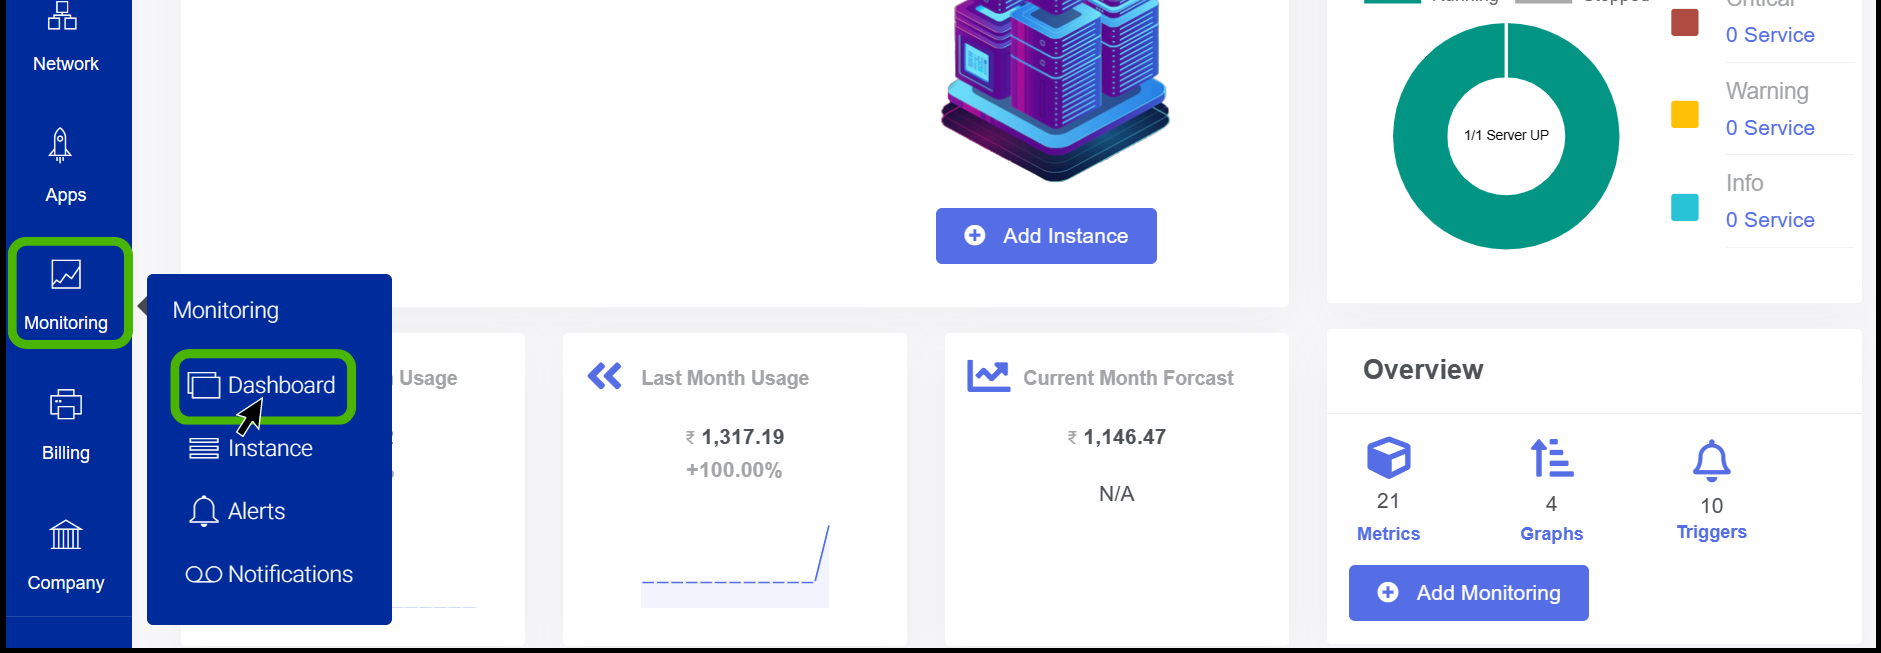 Network
Apps
Monitoring
Billing
Company
Monitoring
Dashboard
Instance
Alerts
Notifications
Add Instance
Usage
Last Month Usage
₹ 1,317.19
+100.00%
Current Month Forcast
₹ 1,146.47
N/A
1/1 Server UP
0 Service
Warning
0 Service
Info
0 Service
Overview
21
Metrics
4
Graphs
10
Triggers
Add Monitoring